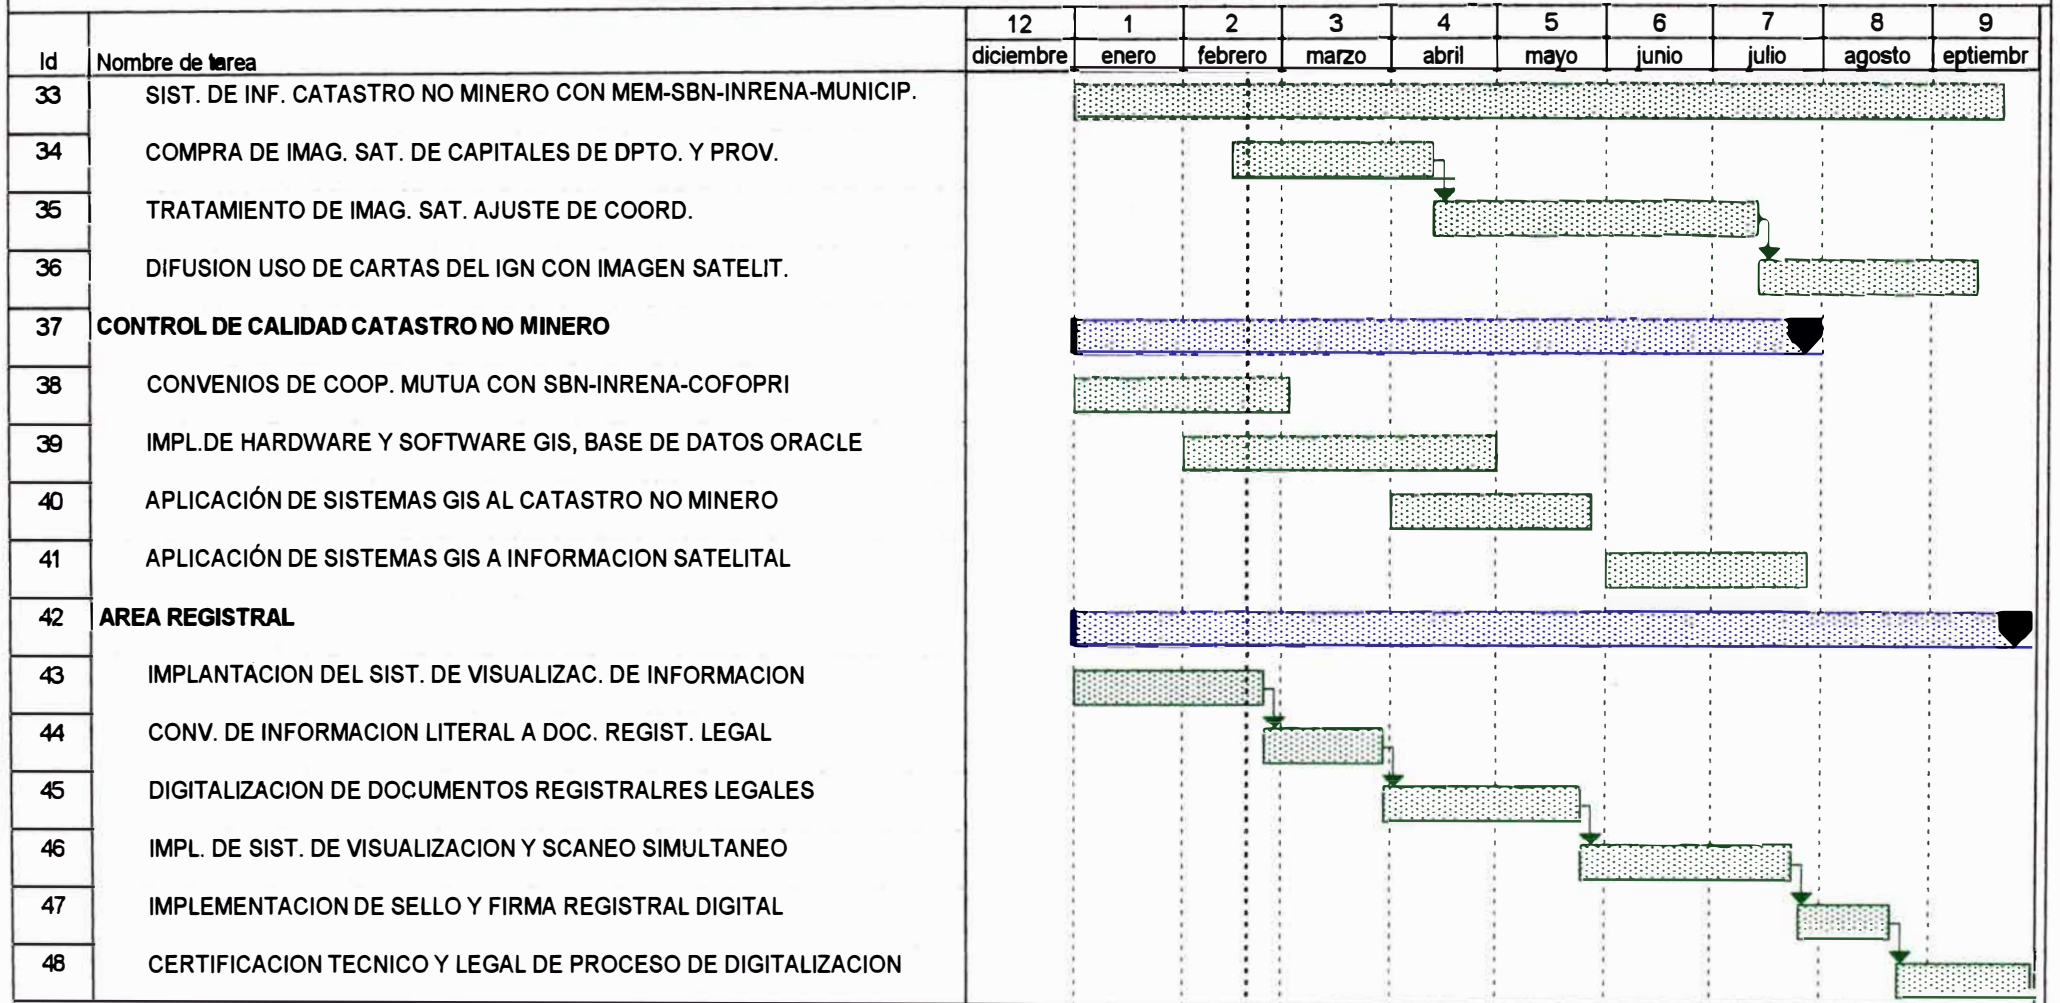 12 1 2 3 4 5 6 7 8 9
Id Nombre de tarea diciembre enero febrero marzo abril mayo junio julio agosto eptiembr
33 SIST. DE INF. CATASTRO NO MINERO CON MEM-SBN-INRENA-MUNICIP.
34 COMPRA DE IMAG. SAT. DE CAPITALES DE DPTO. Y PROV.
35 TRATAMIENTO DE IMAG. SAT. AJUSTE DE COORD.
36 DIFUSION USO DE CARTAS DEL IGN CON IMAGEN SATELIT.
37 CONTROL DE CALIDAD CATASTRO NO MINERO
38 CONVENIOS DE COOP. MUTUA CON SBN-INRENA-COFOPRI
39 IMPL.DE HARDWARE Y SOFTWARE GIS, BASE DE DATOS ORACLE
40 APLICACIÓN DE SISTEMAS GIS AL CATASTRO NO MINERO
41 APLICACIÓN DE SISTEMAS GIS A INFORMACION SATELITAL
42 AREA REGISTRAL
43 IMPLANTACION DEL SIST. DE VISUALIZAC. DE INFORMACION
44 CONV. DE INFORMACION LITERAL A DOC. REGIST. LEGAL
45 DIGITALIZACION DE DOCUMENTOS REGISTRALRES LEGALES
46 IMPL. DE SIST. DE VISUALIZACION Y SCANEO SIMULTANEO
47 IMPLEMENTACION DE SELLO Y FIRMA REGISTRAL DIGITAL
48 CERTIFICACION TECNICO Y LEGAL DE PROCESO DE DIGITALIZACION